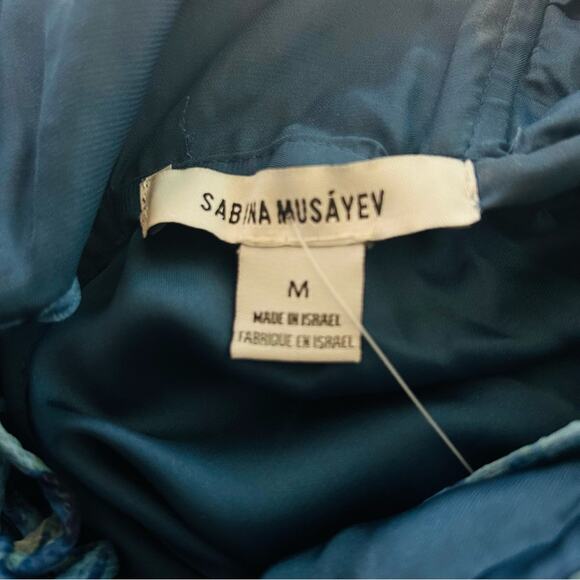 SABINA MUSÁYEV
M
MADE IN ISRAEL
FABRIQUE EN ISRAEL